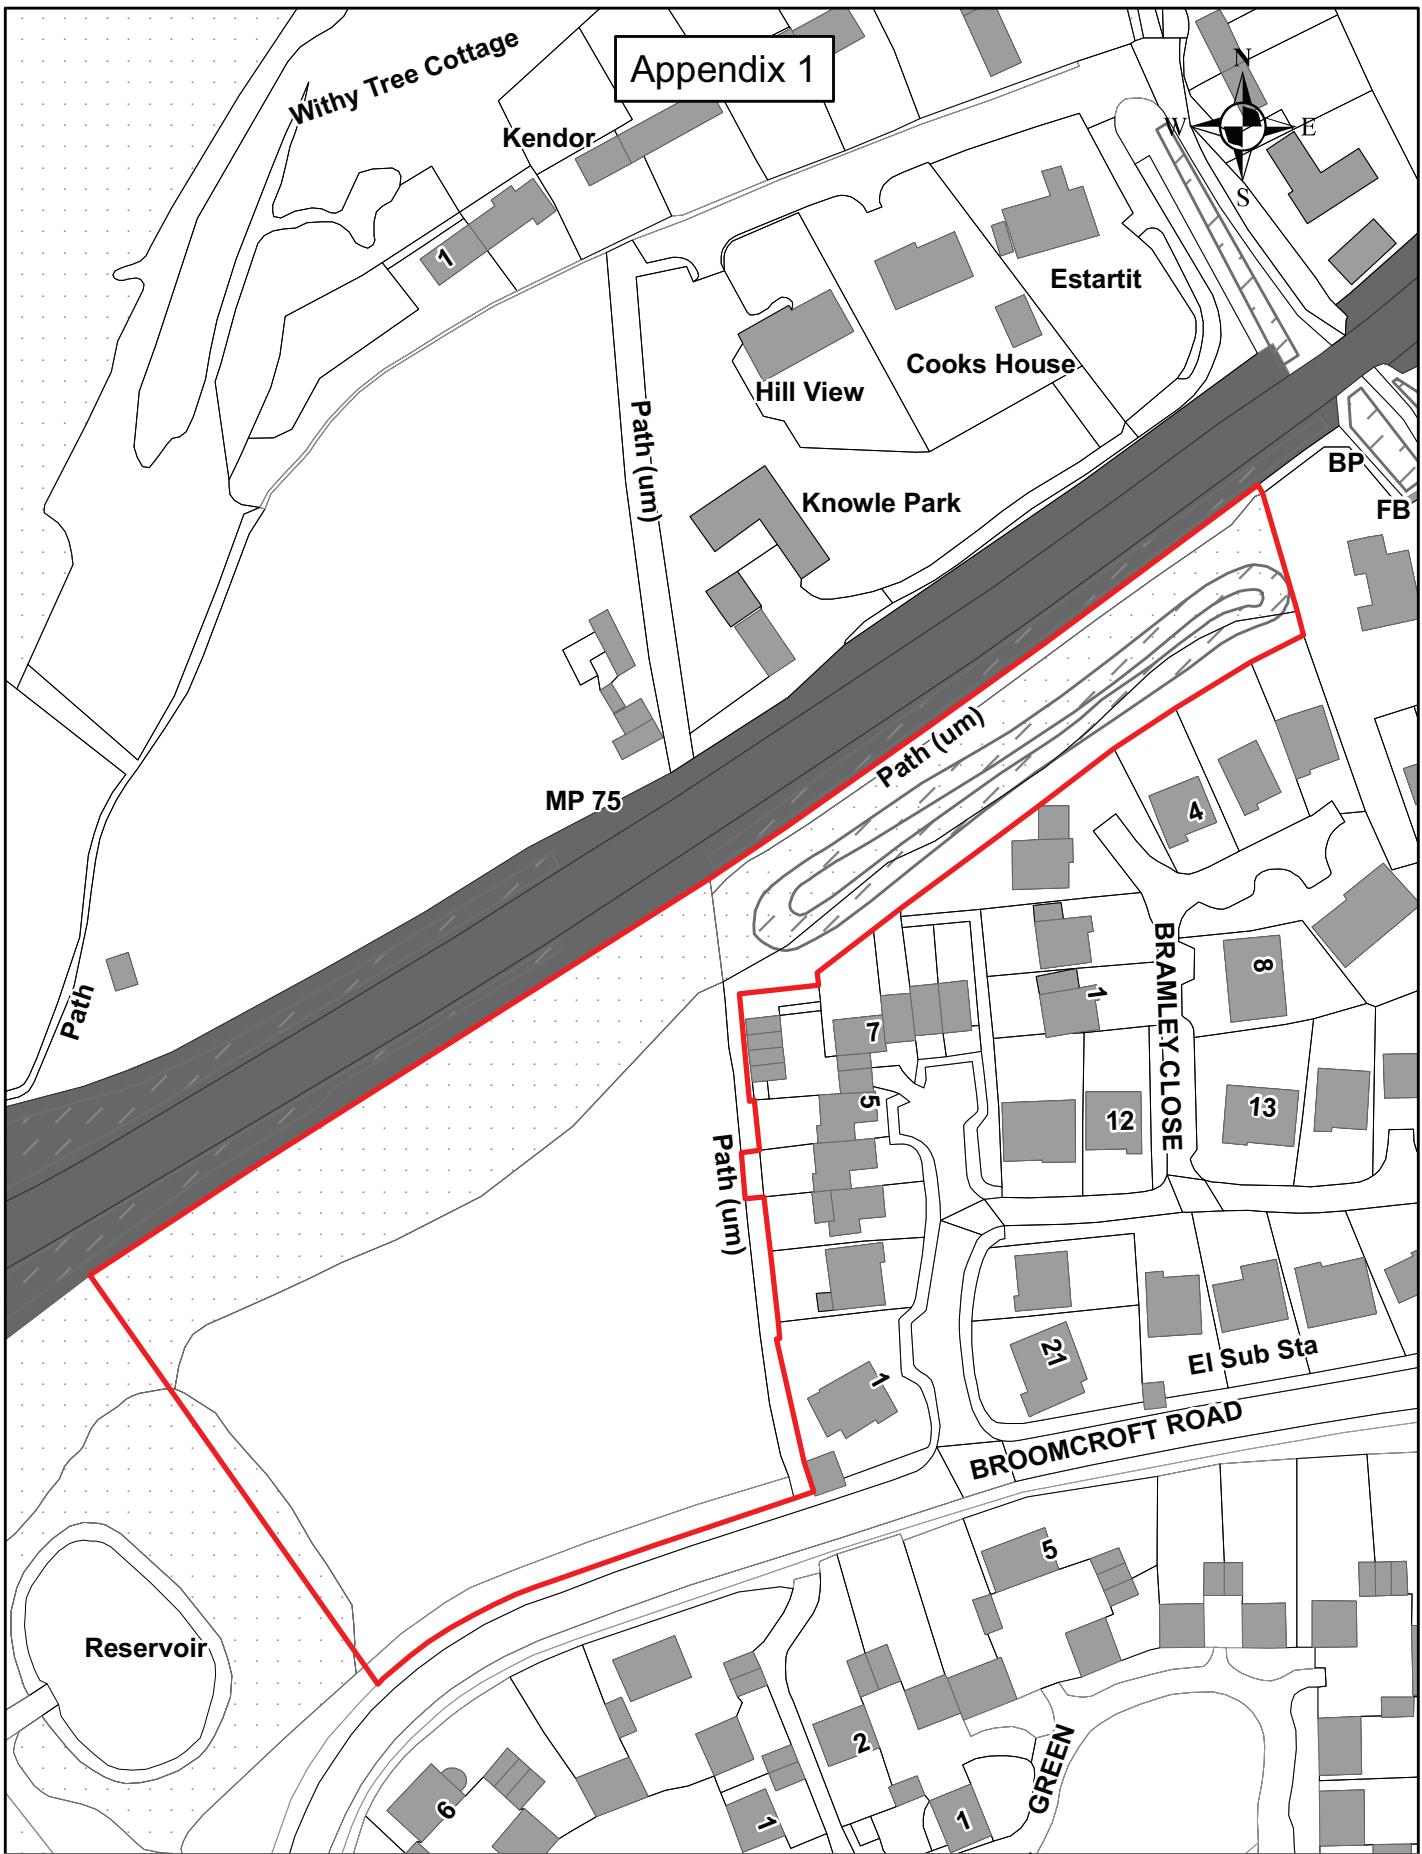 Appendix 1
Withy Tree Cottage
Kendor
N
W
E
S
1
Estartit
Cooks House
Hill View
Path (um)
Knowle Park
BP
FB
Path (um)
MP 75
4
Path
BRAMLEY CLOSE
8
1
7
5
12
13
Path (um)
21
El Sub Sta
1
BROOMCROFT ROAD
5
Reservoir
2
GREEN
6
1
1